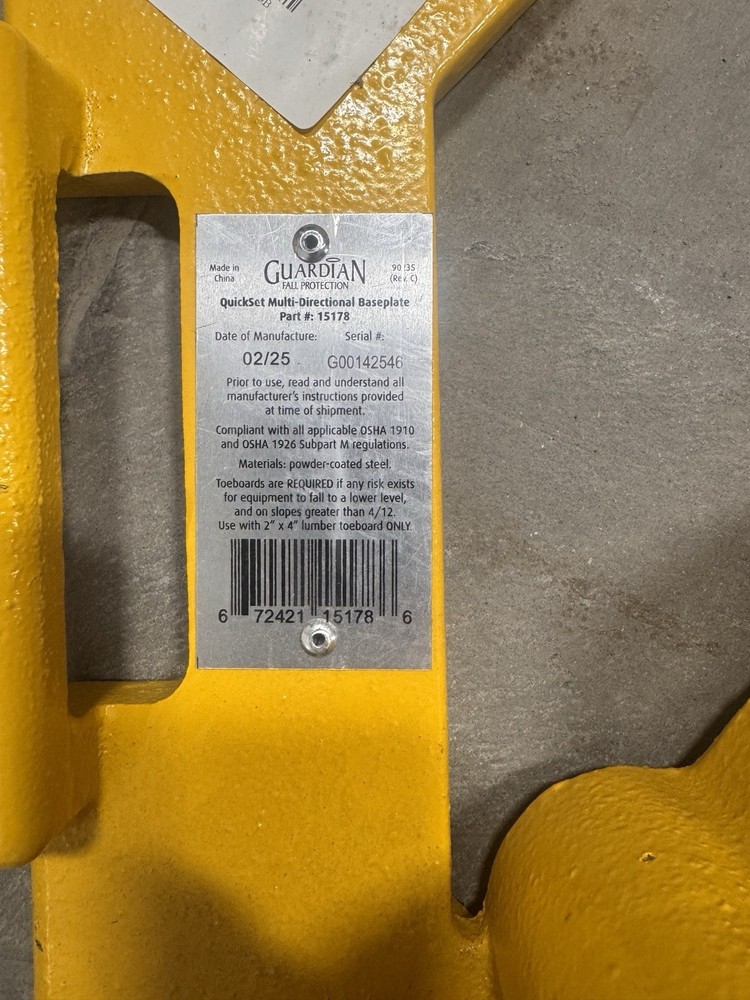 Made in
China
GUARDIAN
FALL PROTECTION
(Rev. C)
QuickSet Multi-Directional Baseplate
Part #: 15178
Date of Manufacture: Serial #:
02/25 G00142546
Prior to use, read and understand all
manufacturer's instructions provided
at time of shipment.
Compliant with all applicable OSHA 1910
and OSHA 1926 Subpart M regulations.
Materials: powder-coated steel.
Toeboards are REQUIRED if any risk exists
for equipment to fall to a lower level,
and on slopes greater than 4/12.
Use with 2" x 4" lumber toeboard ONLY.
6 72421 15178 6